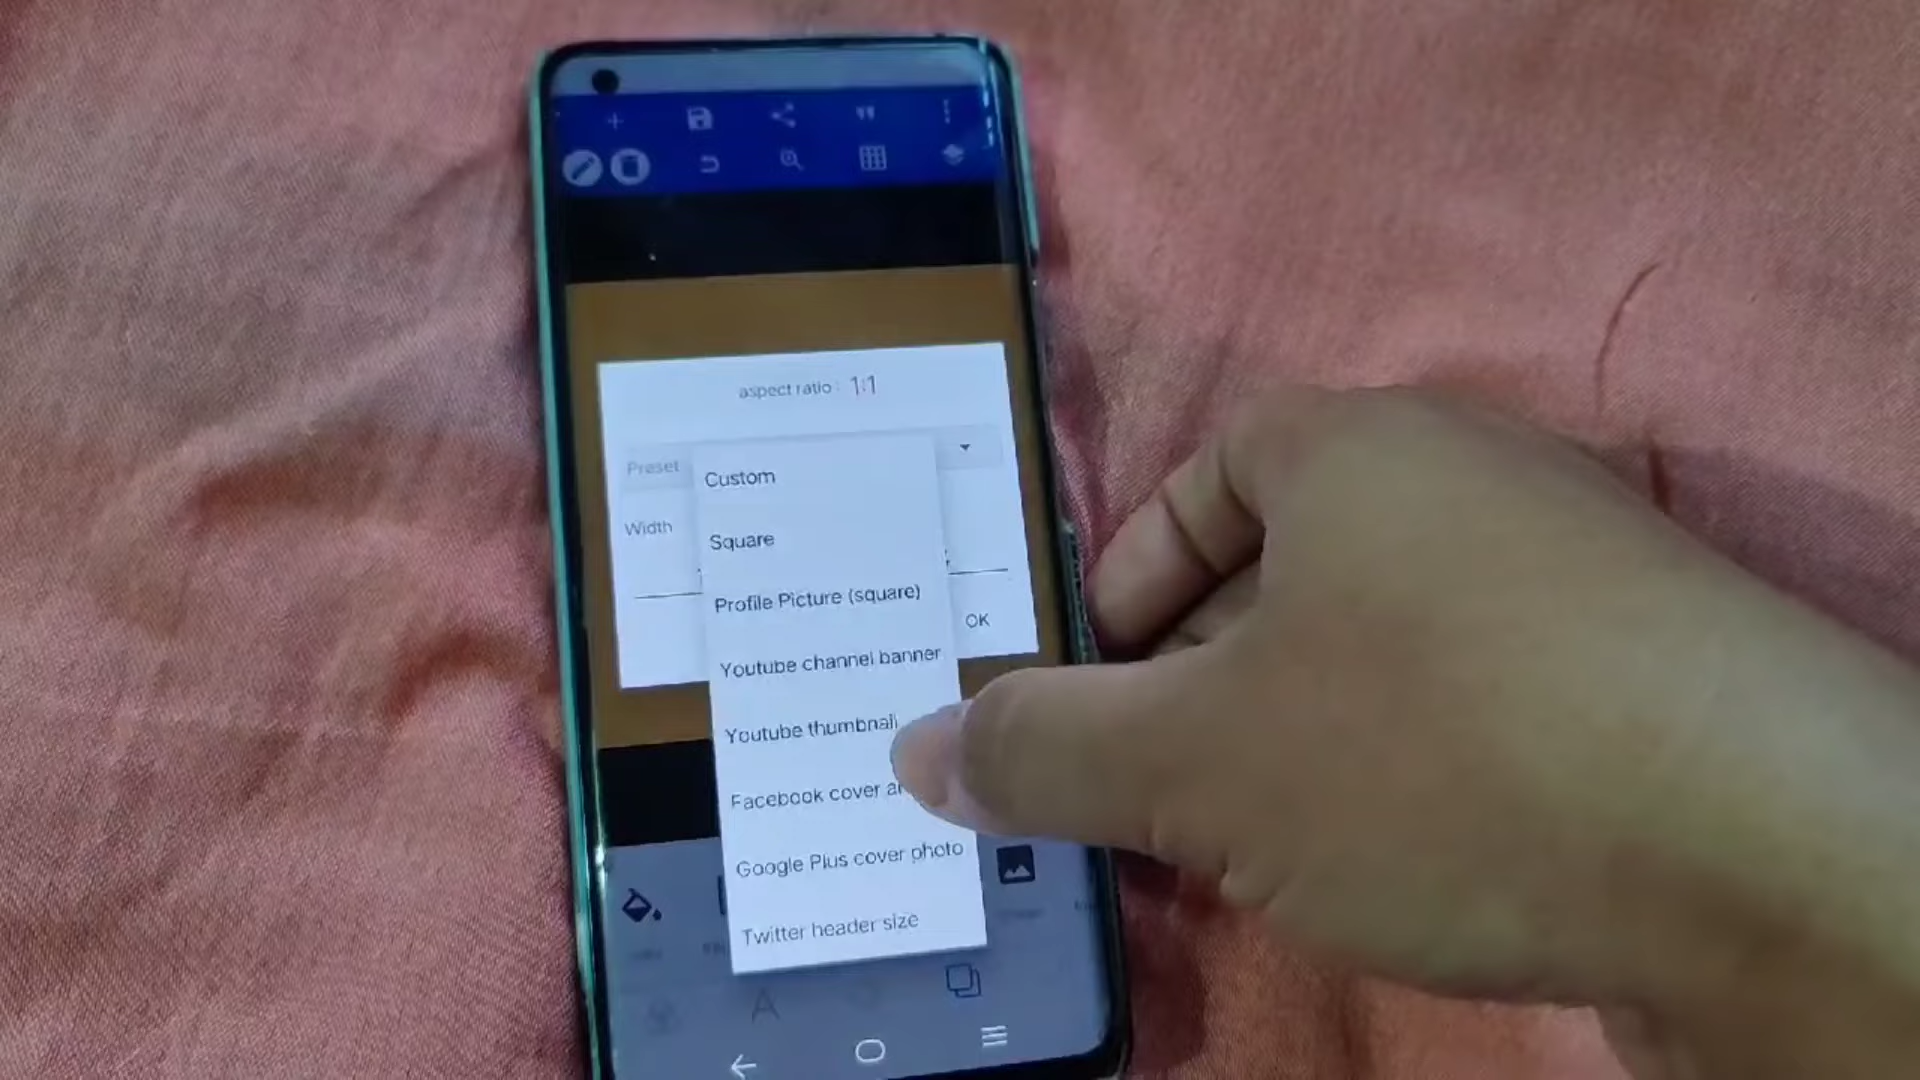 aspect ratio : 1:1
Preset
Custom
Width
Square
Profile Picture (square)
OK
Youtube channel banner
Youtube thumbnail
Facebook cover
Google Plus cover photo
Twitter header size
A